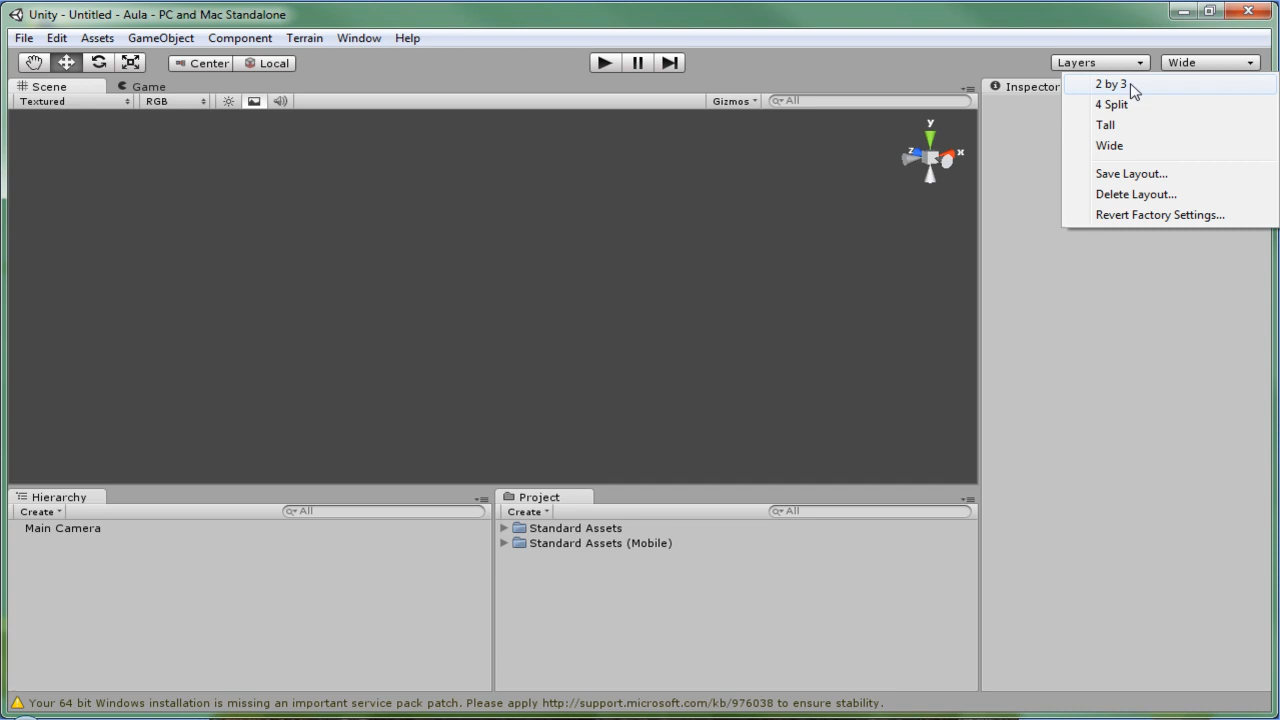 Unity - Untitled - Aula - PC and Mac Standalone
File Edit Assets GameObject Component Terrain Window Help
Center Local Layers Wide
Scene Game Inspector
Textured RGB Gizmos All
2 by 3
4 Split
Tall
Wide
Save Layout...
Delete Layout...
Revert Factory Settings...
y
z x
Hierarchy Project
Create All Create All
Main Camera Standard Assets
Standard Assets (Mobile)
Your 64 bit Windows installation is missing an important service pack patch. Please apply http://support.microsoft.com/kb/976038 to ensure stability.